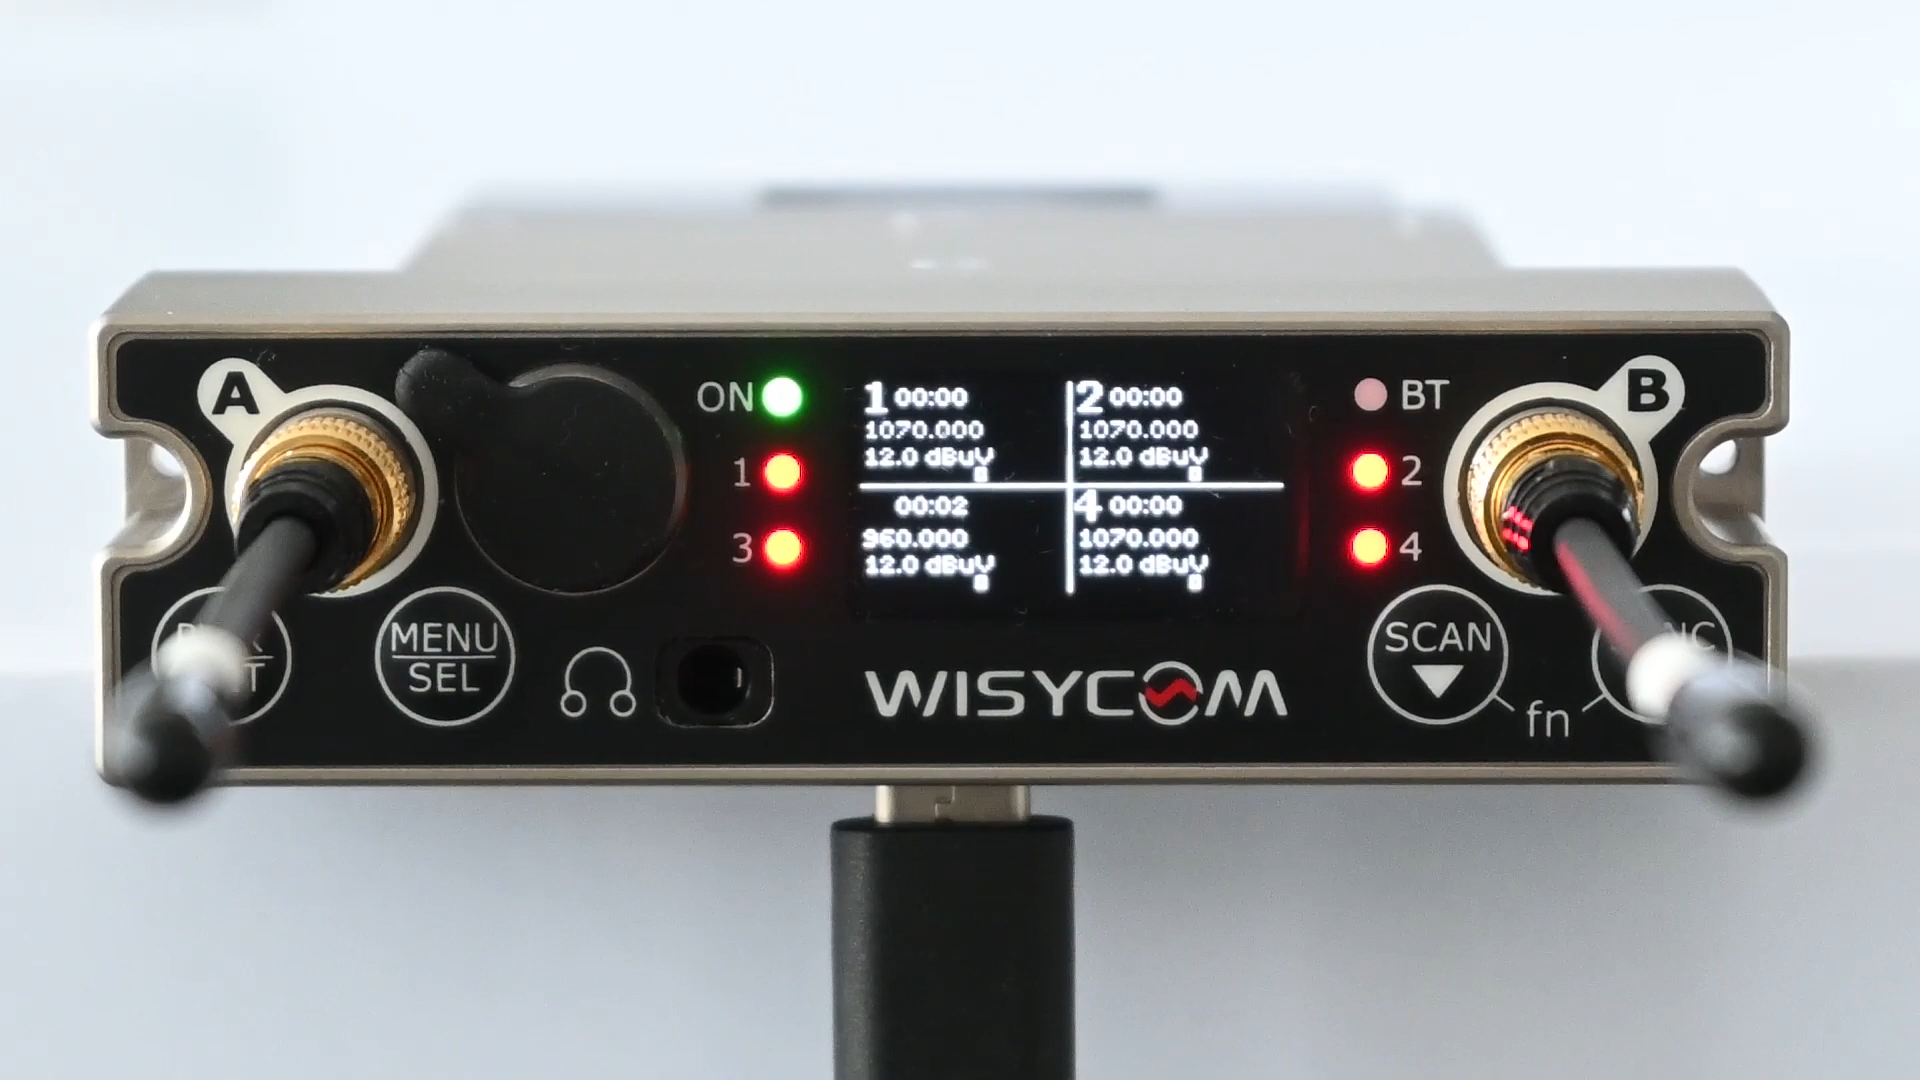 A
ON
1
3
1 00:00
1070.000
12.0 dBuV
2 00:00
1070.000
12.0 dBuV
00:02
960.000
12.0 dBuV
4 00:00
1070.000
12.0 dBuV
BT
2
4
B
MENU
SEL
WISYCOM
SCAN
fn